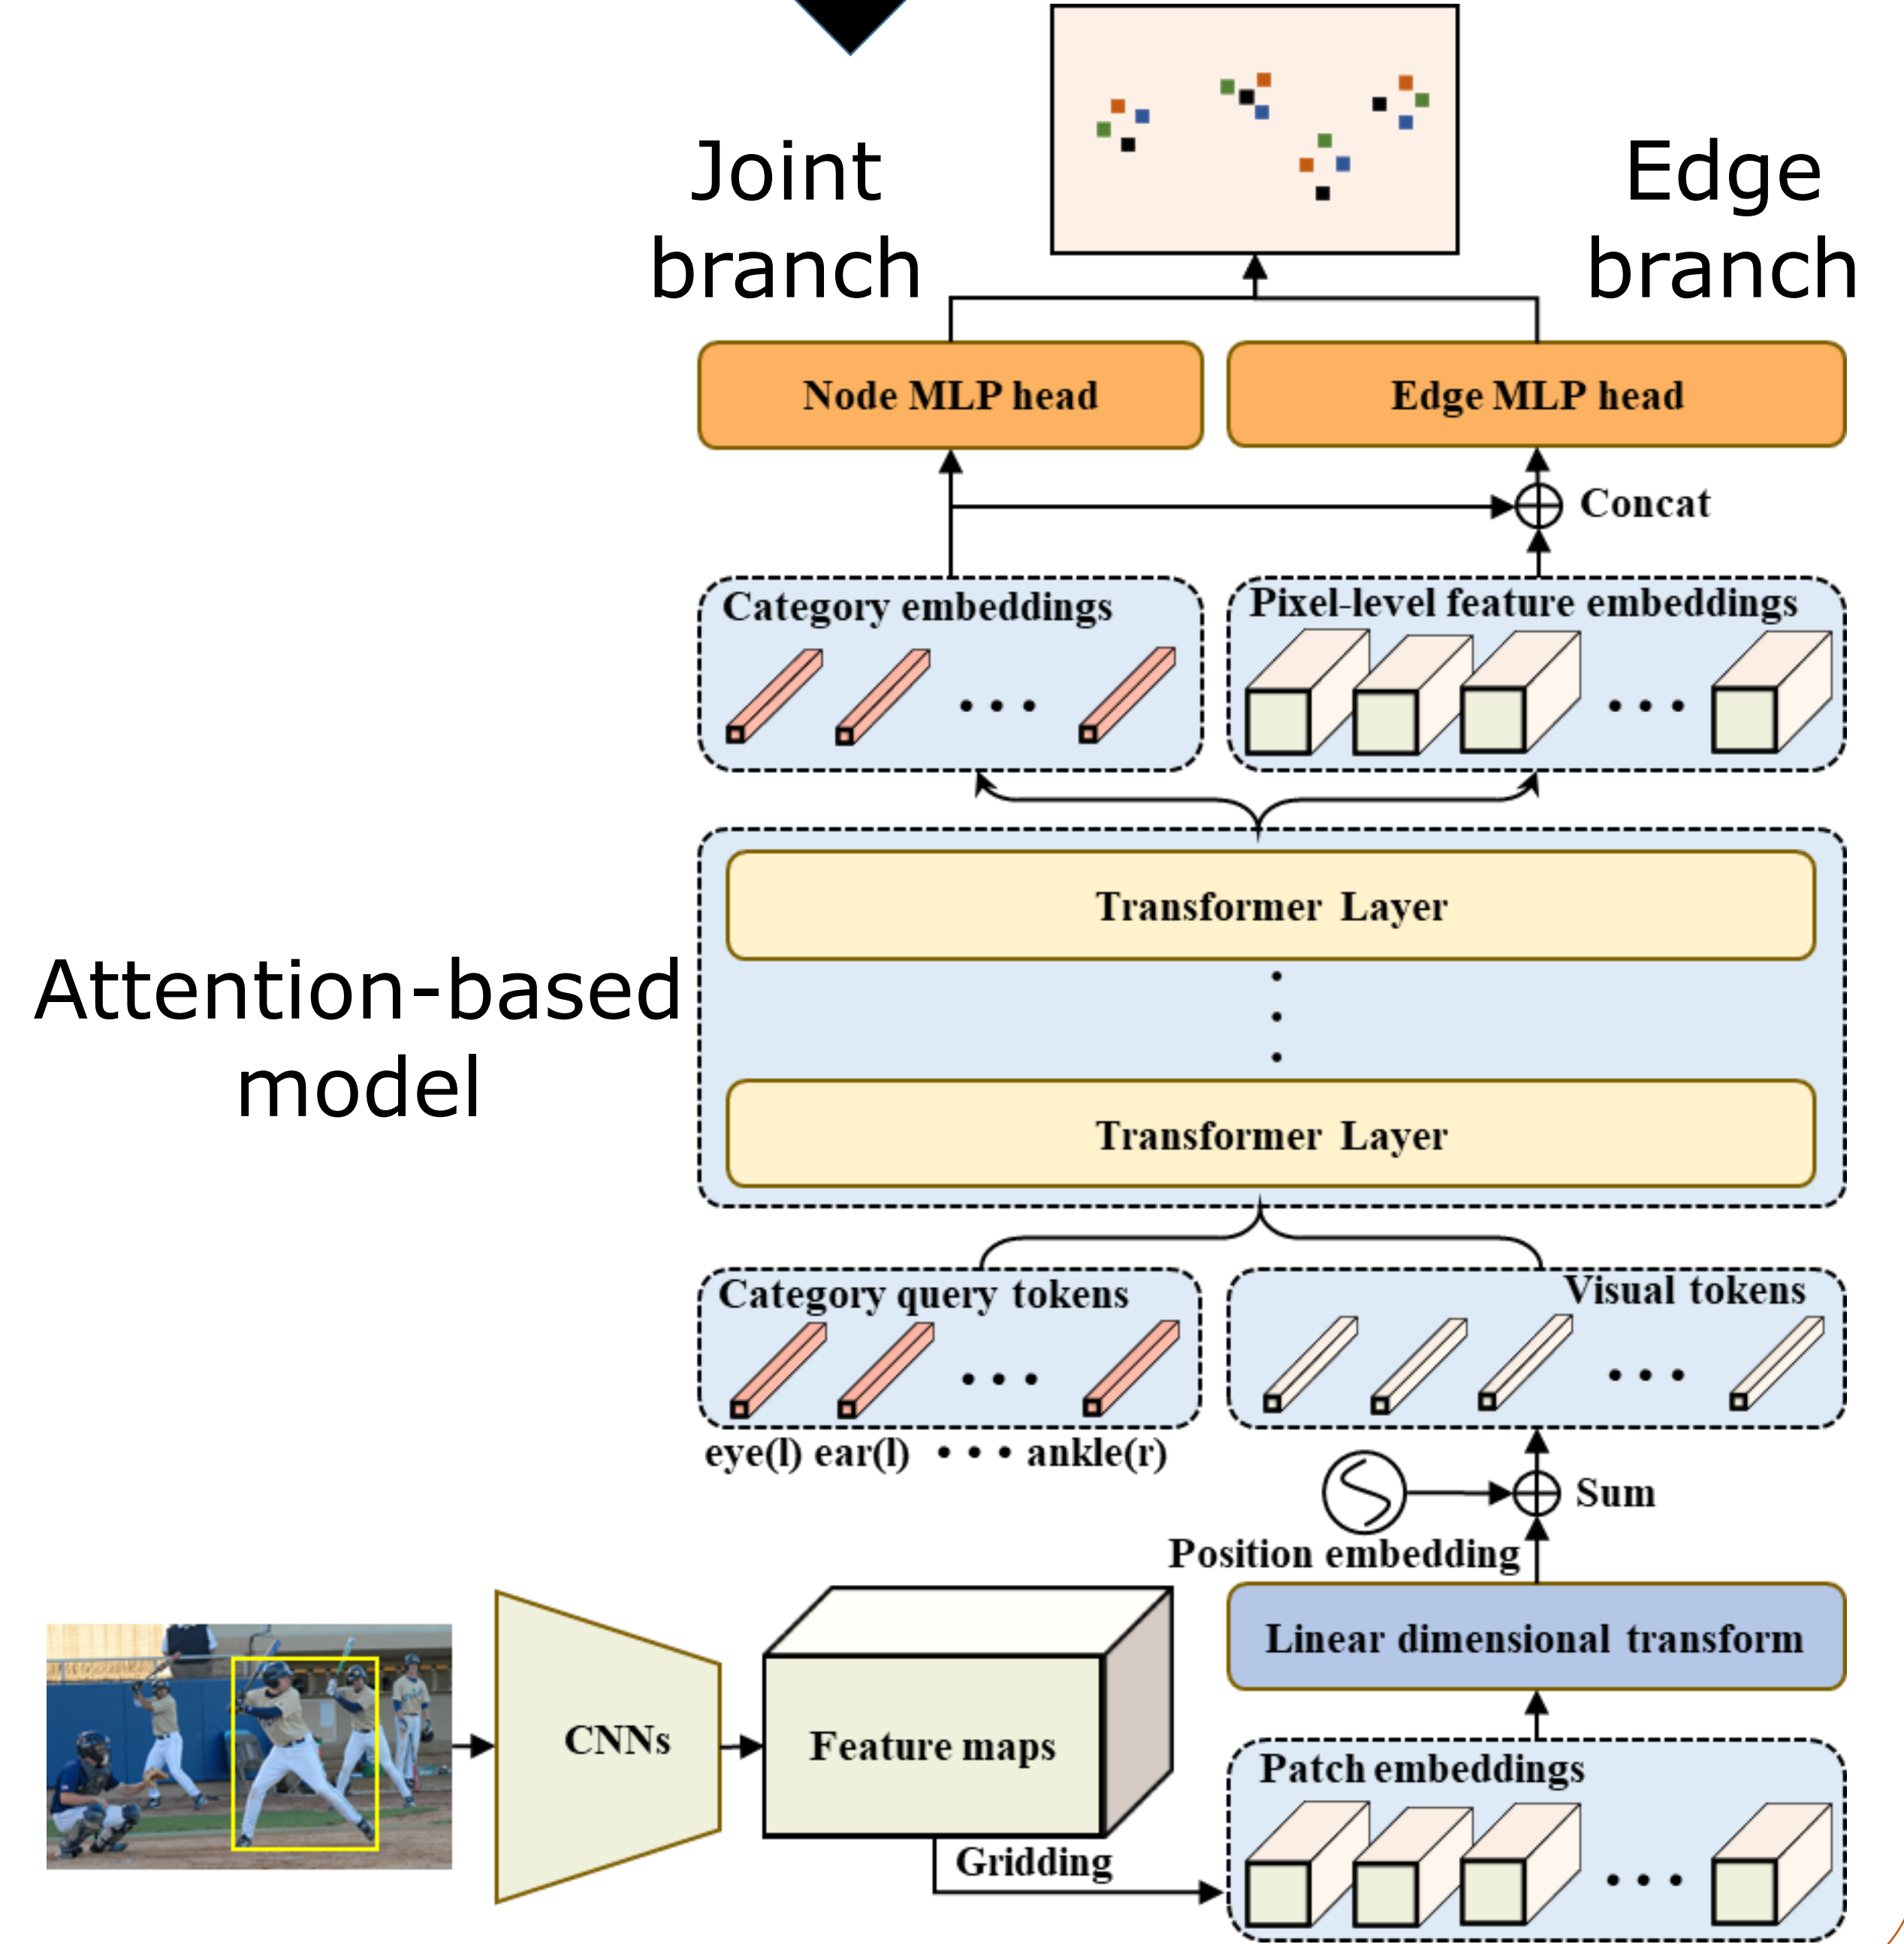 Joint
branch
Edge
branch
Node MLP head
Edge MLP head
Concat
Category embeddings
Pixel-level feature embeddings
Transformer Layer
Attention-based
model
Transformer Layer
Category query tokens
Visual tokens
eye(l) ear(l) • • • ankle(r)
Sum
Position embedding
Linear dimensional transform
CNNs
Feature maps
Patch embeddings
Gridding